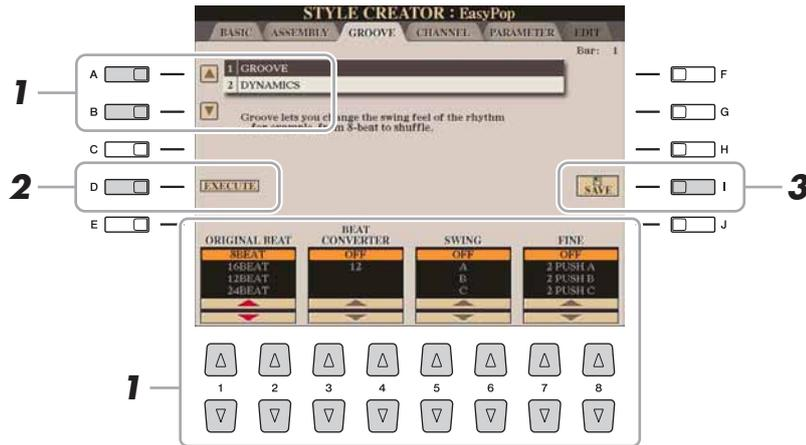 STYLE CREATOR : EasyPop
BASIC ASSEMBLY GROOVE CHANNEL PARAMETER EDIT
Bar: 1
1 GROOVE
2 DYNAMICS
Groove lets you change the swing feel of the rhythm
for example, from 8-beat to shuffle.
A
B
C
D
E
F
G
H
I
J
1
2
3
EXECUTE
SAVE
ORIGINAL BEAT
8BEAT
16BEAT
12BEAT
24BEAT
BEAT
CONVERTER
OFF
12
SWING
OFF
A
B
C
FINE
OFF
2 PUSH A
2 PUSH B
2 PUSH C
1
1 2 3 4 5 6 7 8